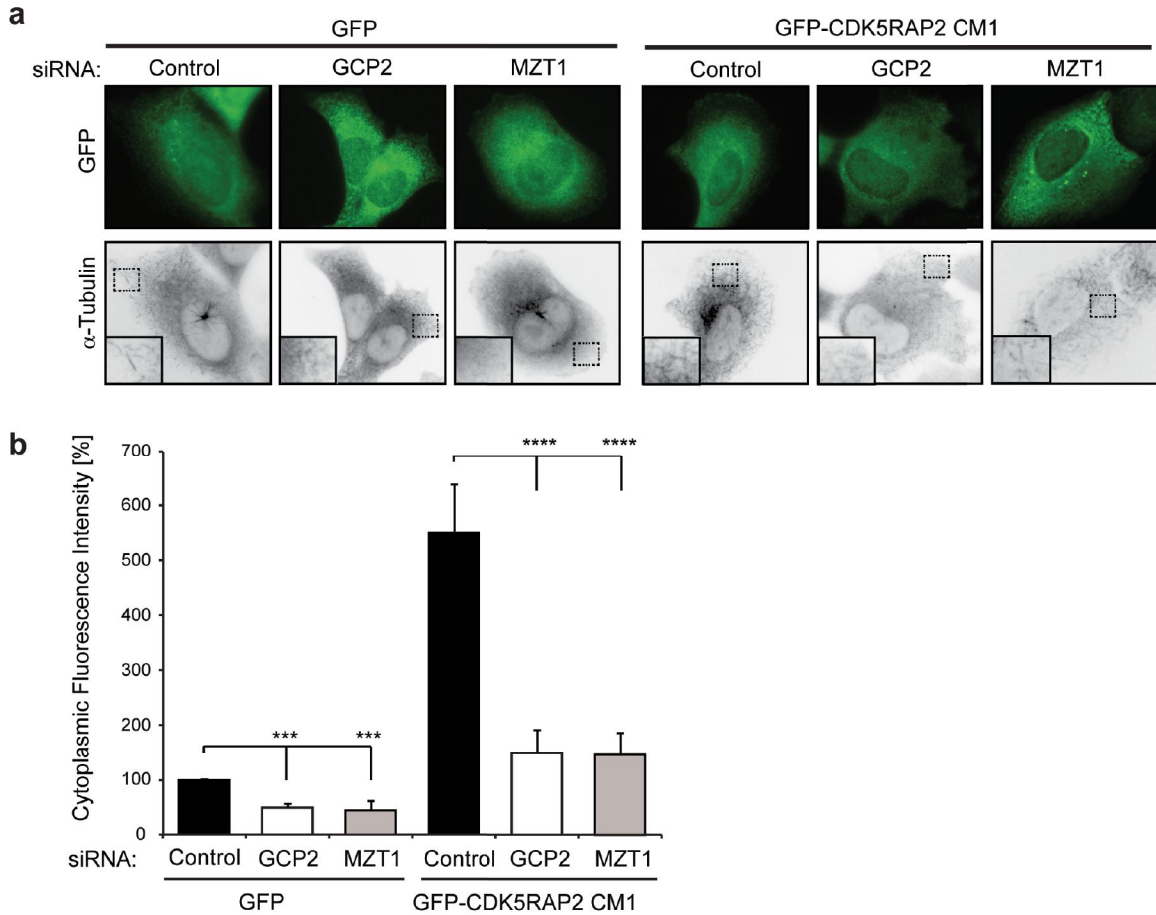 a
GFP GFP-CDK5RAP2 CM1
siRNA: Control GCP2 MZT1 Control GCP2 MZT1
GFP
α-Tubulin
b
Cytoplasmic Fluorescence Intensity [%]
700
600
500
400
300
200
100
0
*** ***
**** ****
siRNA: Control GCP2 MZT1 Control GCP2 MZT1
GFP GFP-CDK5RAP2 CM1